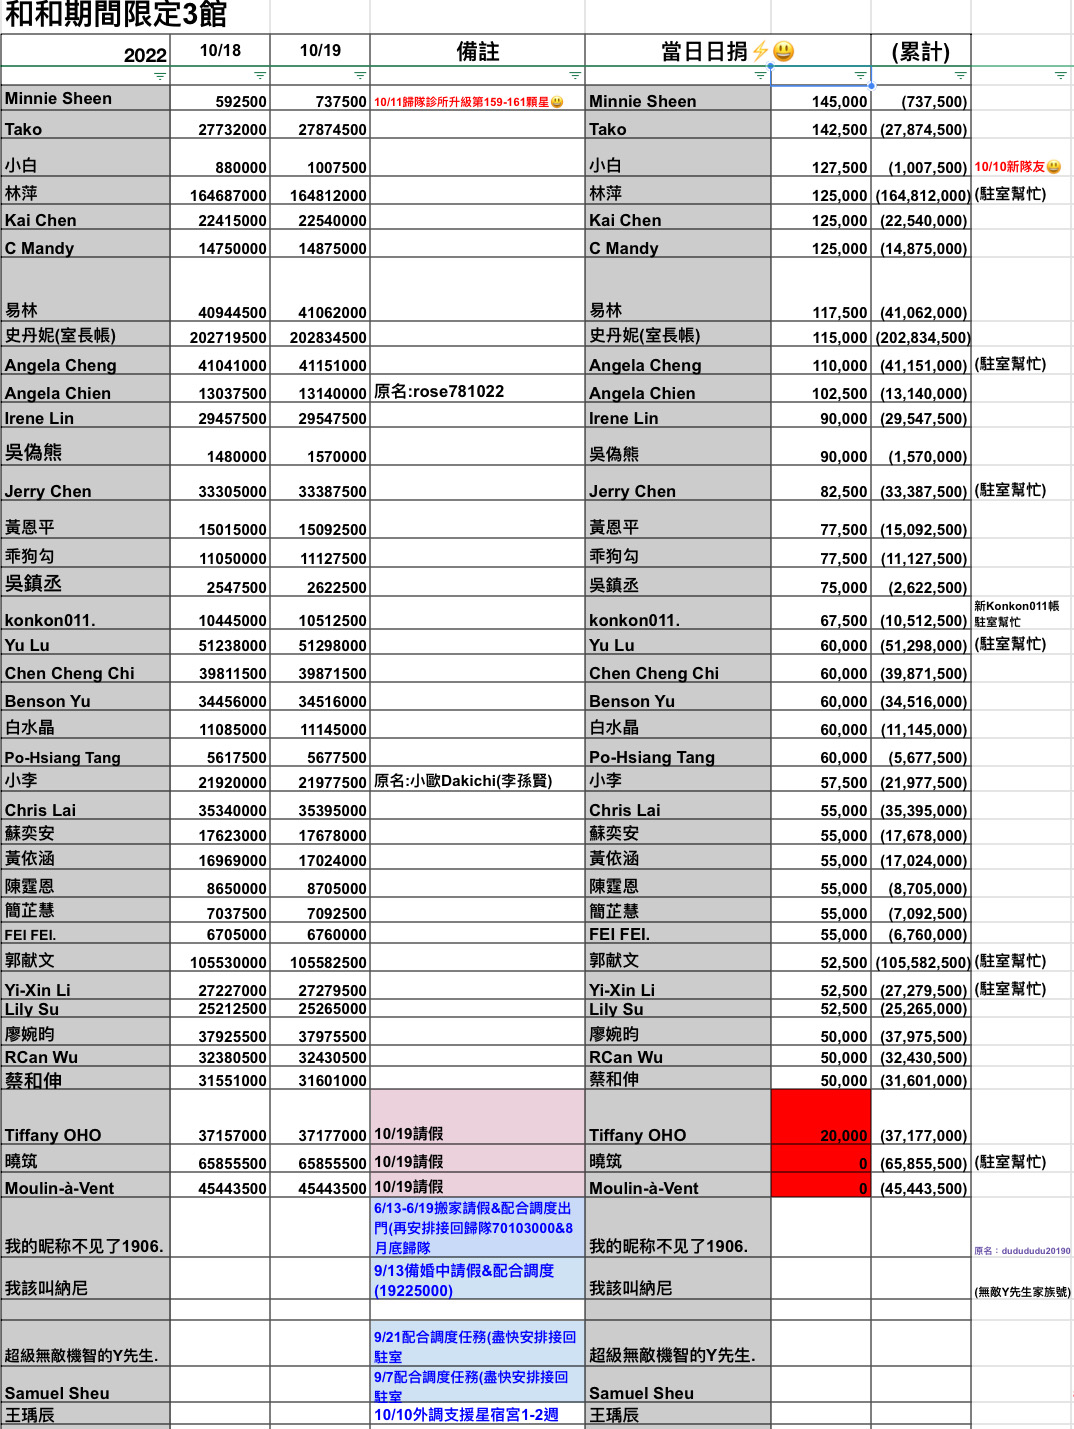 和和期間限定3館
2022 10/18 10/19 備註 當日日捐⚡😃 (累計)
Minnie Sheen 592500 737500 10/11歸隊診所升級第159-161顆星😃 Minnie Sheen 145,000 (737,500)
Tako 27732000 27874500 Tako 142,500 (27,874,500)
小白 880000 1007500 小白 127,500 (1,007,500) 10/10新隊友😃
林萍 164687000 164812000 林萍 125,000 (164,812,000) (駐室幫忙)
Kai Chen 22415000 22540000 Kai Chen 125,000 (22,540,000)
C Mandy 14750000 14875000 C Mandy 125,000 (14,875,000)
易林 40944500 41062000 易林 117,500 (41,062,000)
史丹妮(室長帳) 202719500 202834500 史丹妮(室長帳) 115,000 (202,834,500)
Angela Cheng 41041000 41151000 Angela Cheng 110,000 (41,151,000) (駐室幫忙)
Angela Chien 13037500 13140000 原名:rose781022 Angela Chien 102,500 (13,140,000)
Irene Lin 29457500 29547500 Irene Lin 90,000 (29,547,500)
吳偽熊 1480000 1570000 吳偽熊 90,000 (1,570,000)
Jerry Chen 33305000 33387500 Jerry Chen 82,500 (33,387,500) (駐室幫忙)
黃恩平 15015000 15092500 黃恩平 77,500 (15,092,500)
乖狗勾 11050000 11127500 乖狗勾 77,500 (11,127,500)
吳鎮丞 2547500 2622500 吳鎮丞 75,000 (2,622,500)
新Konkon011帳
konkon011. 10445000 10512500 konkon011. 67,500 (10,512,500) 駐室幫忙
Yu Lu 51238000 51298000 Yu Lu 60,000 (51,298,000) (駐室幫忙)
Chen Cheng Chi 39811500 39871500 Chen Cheng Chi 60,000 (39,871,500)
Benson Yu 34456000 34516000 Benson Yu 60,000 (34,516,000)
白水晶 11085000 11145000 白水晶 60,000 (11,145,000)
Po-Hsiang Tang 5617500 5677500 Po-Hsiang Tang 60,000 (5,677,500)
小李 21920000 21977500 原名:小歐Dakichi(李孫賢) 小李 57,500 (21,977,500)
Chris Lai 35340000 35395000 Chris Lai 55,000 (35,395,000)
蘇奕安 17623000 17678000 蘇奕安 55,000 (17,678,000)
黃依涵 16969000 17024000 黃依涵 55,000 (17,024,000)
陳霆恩 8650000 8705000 陳霆恩 55,000 (8,705,000)
簡芷慧 7037500 7092500 簡芷慧 55,000 (7,092,500)
FEI FEI. 6705000 6760000 FEI FEI. 55,000 (6,760,000)
郭献文 105530000 105582500 郭献文 52,500 (105,582,500) (駐室幫忙)
Yi-Xin Li 27227000 27279500 Yi-Xin Li 52,500 (27,279,500) (駐室幫忙)
Lily Su 25212500 25265000 Lily Su 52,500 (25,265,000)
廖婉昀 37925500 37975500 廖婉昀 50,000 (37,975,500)
RCan Wu 32380500 32430500 RCan Wu 50,000 (32,430,500)
蔡和伸 31551000 31601000 蔡和伸 50,000 (31,601,000)
Tiffany OHO 37157000 37177000 10/19請假 Tiffany OHO 20,000 (37,177,000)
曉筑 65855500 65855500 10/19請假 曉筑 0 (65,855,500) (駐室幫忙)
Moulin-à-Vent 45443500 45443500 10/19請假 Moulin-à-Vent 0 (45,443,500)
6/13-6/19搬家請假&配合調度出
門(再安排接回歸隊70103000&8
我的昵称不见了1906. 月底歸隊 我的昵称不见了1906. 原名：dudududu20190
9/13備婚中請假&配合調度
我該叫納尼 (19225000) 我該叫納尼 (無敵Y先生家族號)
9/21配合調度任務(盡快安排接回
超級無敵機智的Y先生. 駐室 超級無敵機智的Y先生.
9/7配合調度任務(盡快安排接回
Samuel Sheu 駐室 Samuel Sheu
王瑀辰 10/10外調支援星宿宮1-2週 王瑀辰